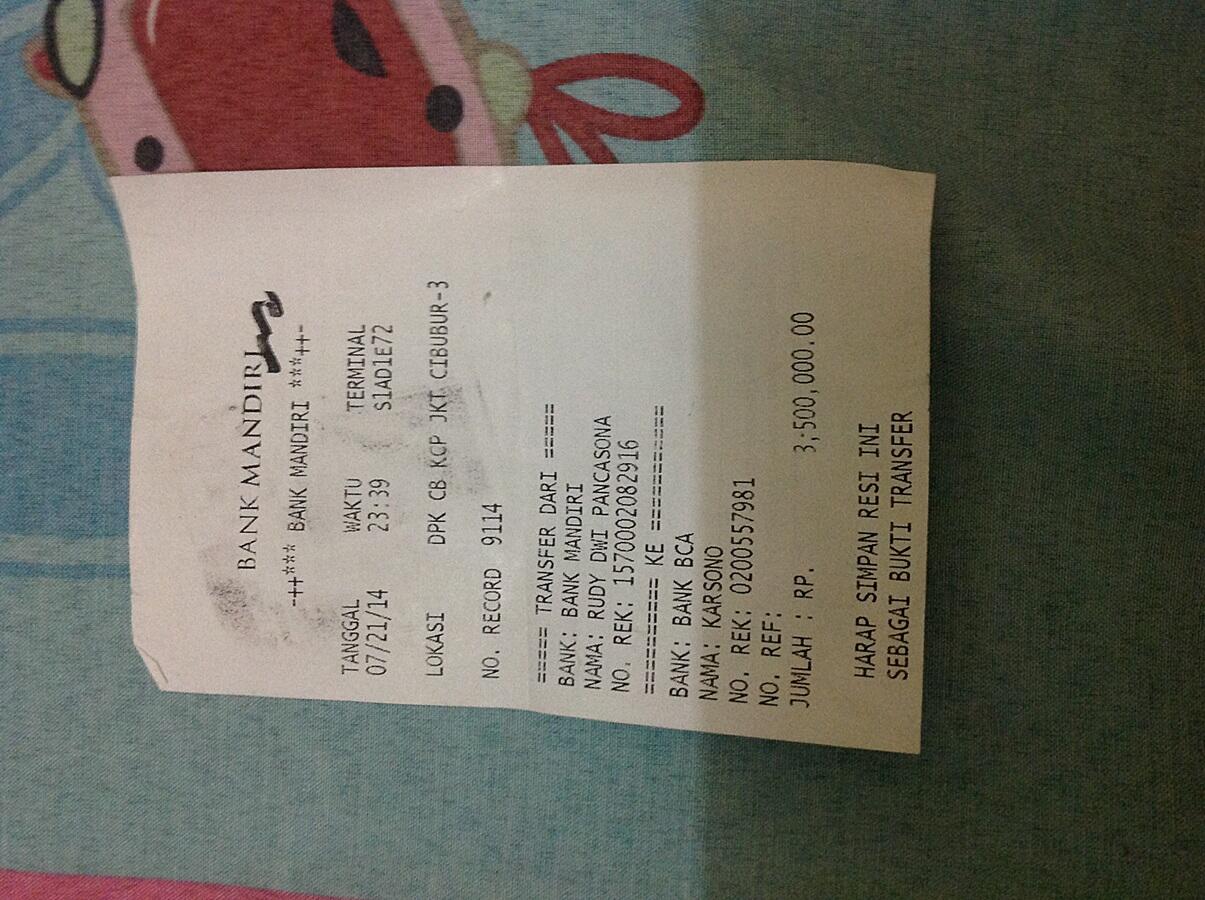 BANK MANDIRI
-++*** BANK MANDIRI ***++-
TANGGAL WAKTU TERMINAL
07/21/14 23:39 S1AD1E72
LOKASI DPK CB KCP JKT CIBUBUR-3
NO. RECORD 9114
===== TRANSFER DARI =====
BANK: BANK MANDIRI
NAMA: RUDY DWI PANCASONA
NO. REK: 1570002082916
========== KE ===========
BANK: BANK BCA
NAMA: KARSONO
NO. REK: 0200557981
NO. REF:
JUMLAH : RP. 3,500,000.00
HARAP SIMPAN RESI INI
SEBAGAI BUKTI TRANSFER